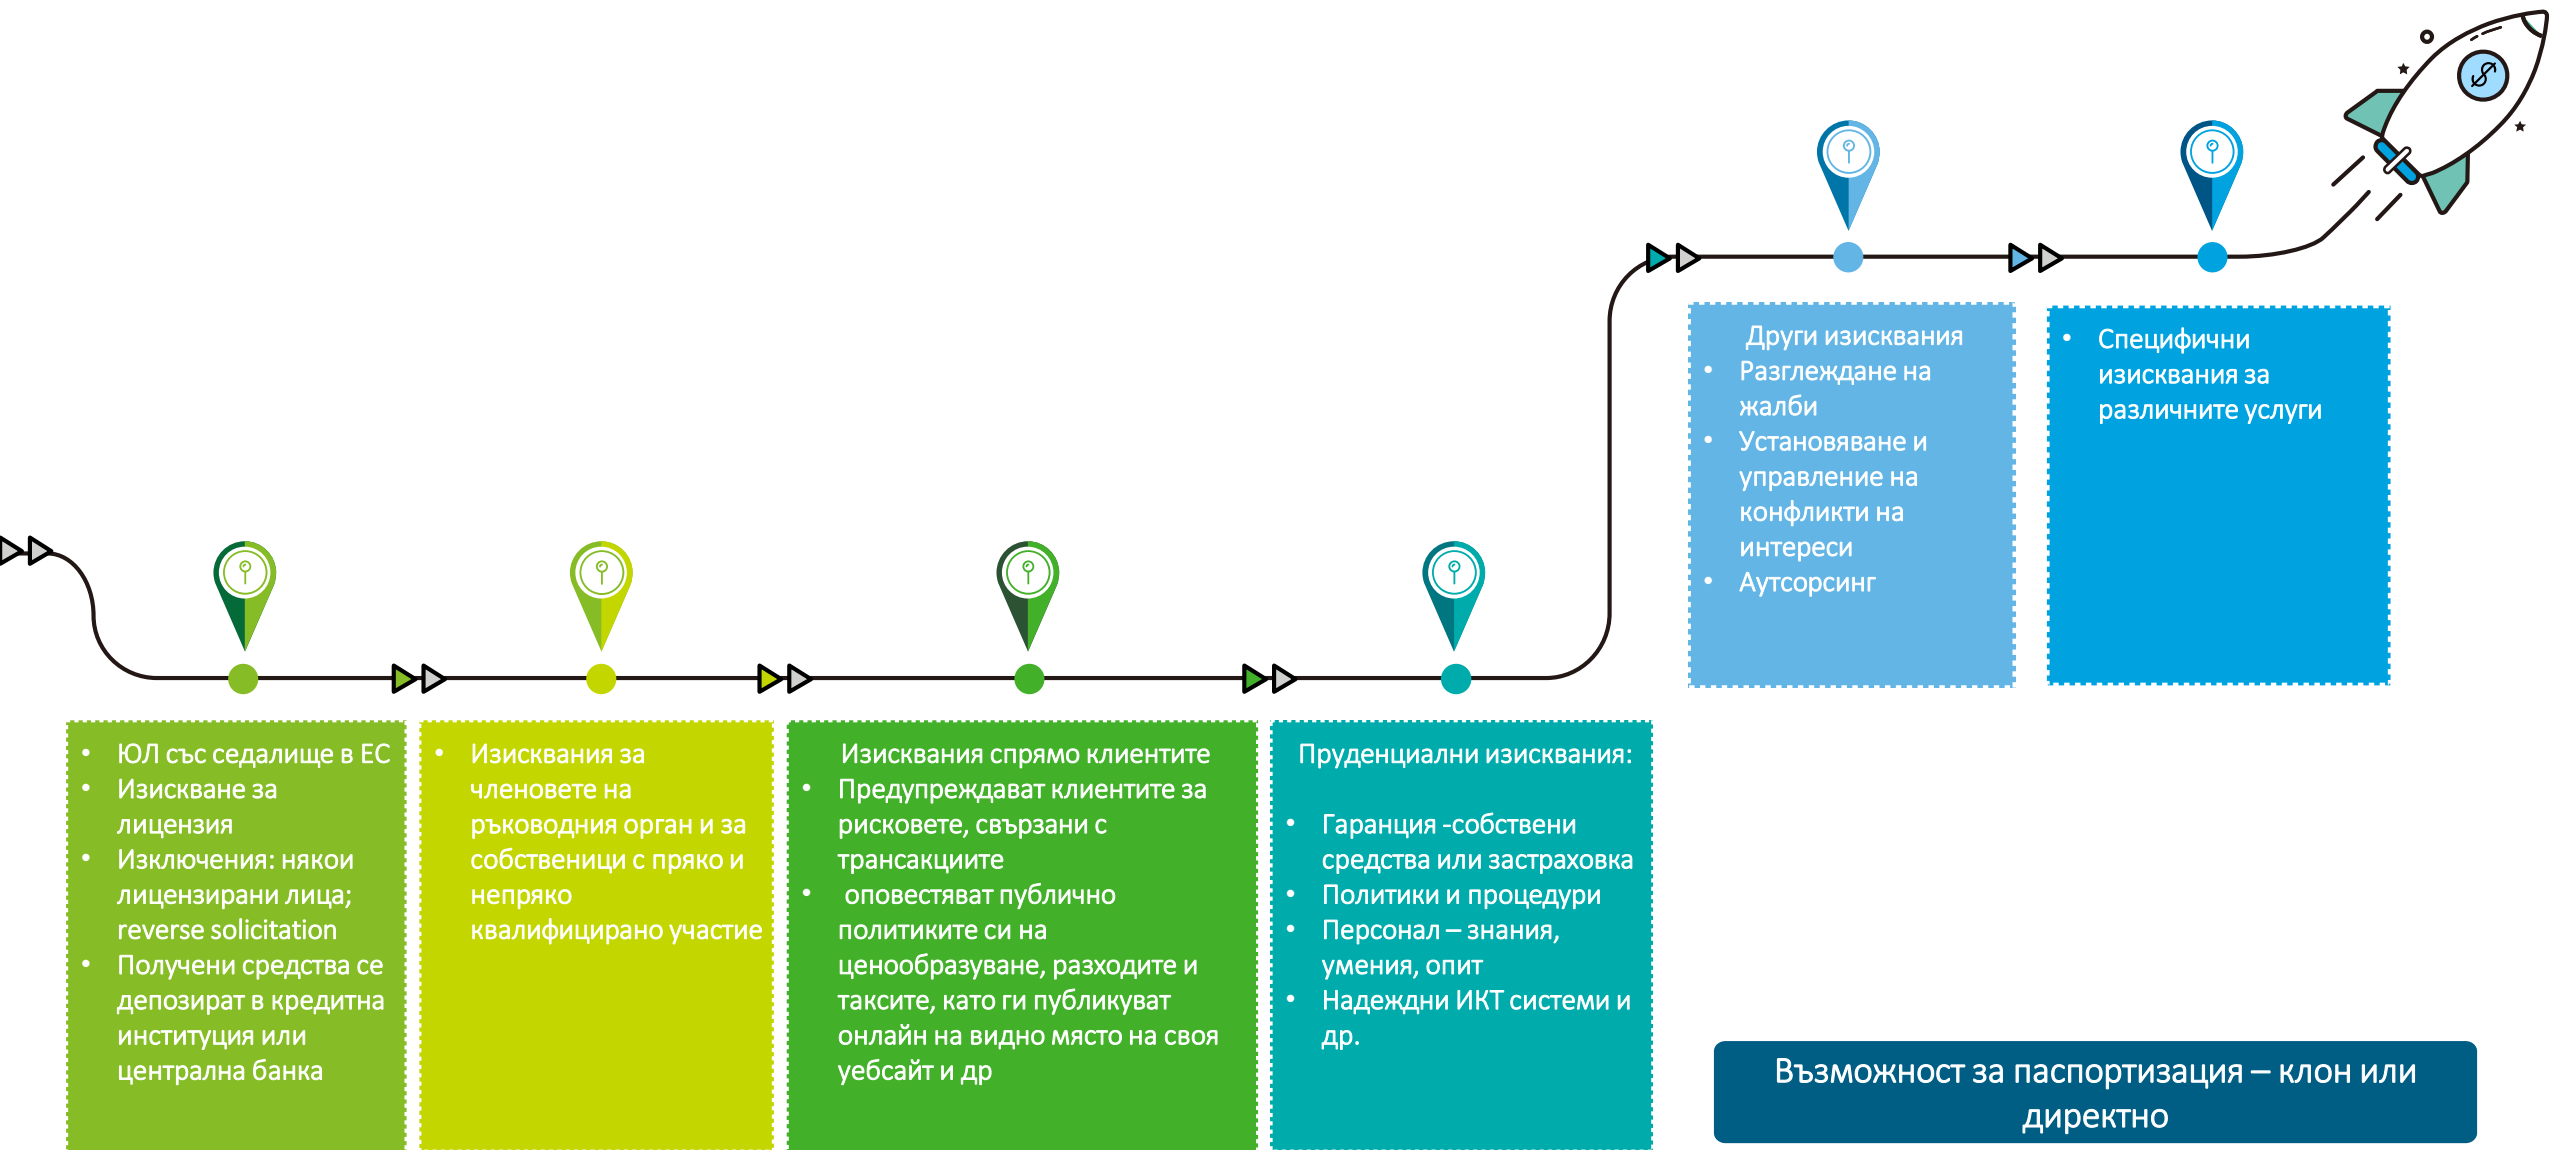 • ЮЛ със седалище в ЕС
• Изискване за
лицензия
• Изключения: някои
лицензирани лица;
reverse solicitation
• Получени средства се
депозират в кредитна
институция или
централна банка
• Изисквания за
членовете на
ръководния орган и за
собственици с пряко и
непряко
квалифицирано участие
Изисквания спрямо клиентите
• Предупреждават клиентите за
рисковете, свързани с
трансакциите
• оповестяват публично
политиките си на
ценообразуване, разходите и
таксите, като ги публикуват
онлайн на видно място на своя
уебсайт и др
Пруденциални изисквания:
• Гаранция -собствени
средства или застраховка
• Политики и процедури
• Персонал – знания,
умения, опит
• Надеждни ИКТ системи и
др.
Други изисквания
• Разглеждане на
жалби
• Установяване и
управление на
конфликти на
интереси
• Аутсорсинг
• Специфични
изисквания за
различните услуги
Възможност за паспортизация – клон или
директно
$